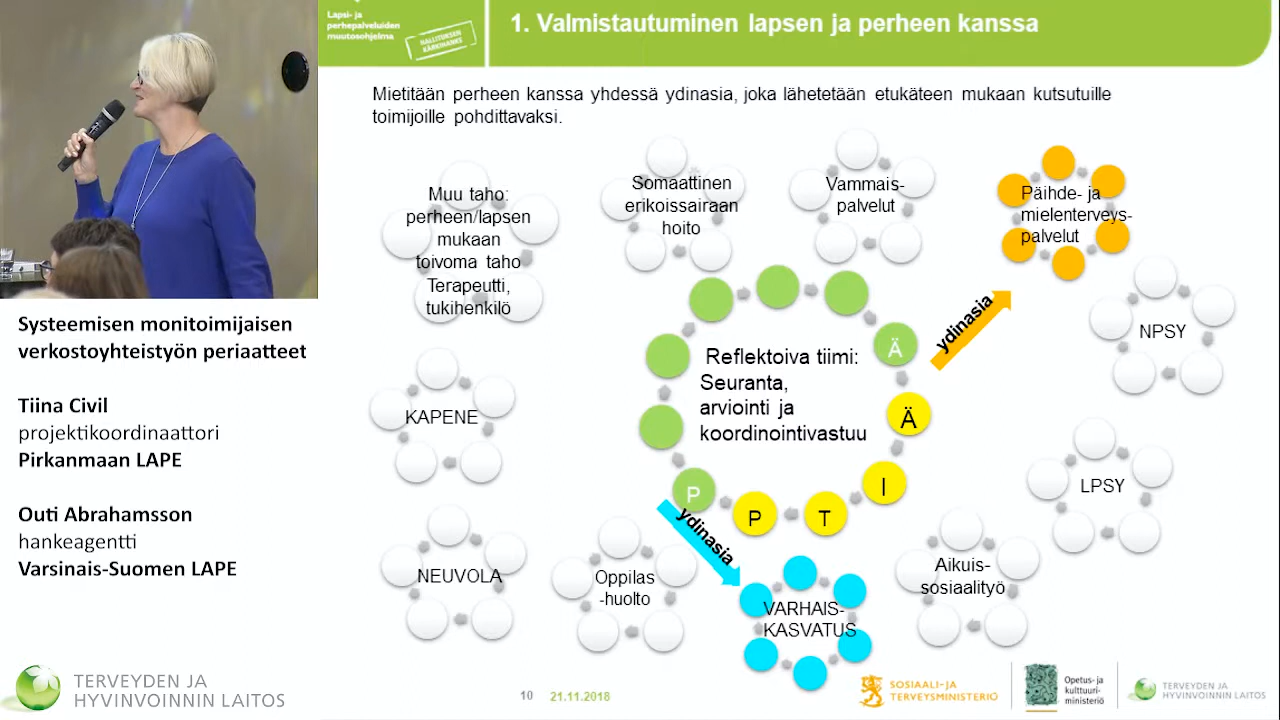 Lapsi- ja
perhepalveluiden
muutosohjelma
HALLITUKSEN
KÄRKIHANKE
1. Valmistautuminen lapsen ja perheen kanssa
Mietitään perheen kanssa yhdessä ydinasia, joka lähetetään etukäteen mukaan kutsutuille
toimijoille pohdittavaksi.
Muu taho:
perheen/lapsen
mukaan
toivoma taho
Terapeutti,
tukihenkilö
Somaattinen
erikoissairaan
hoito
Vammais-
palvelut
Päihde- ja
mielenterveys-
palvelut
ydinasia
NPSY
Reflektoiva tiimi:
Seuranta,
arviointi ja
koordinointivastuu
Ä
Ä
I
T
P
P
KAPENE
LPSY
ydinasia
NEUVOLA
Oppilas
-huolto
VARHAIS-
KASVATUS
Aikuis-
sosiaalityö
Systeemisen monitoimijaisen
verkostoyhteistyön periaatteet
Tiina Civil
projektikoordinaattori
Pirkanmaan LAPE
Outi Abrahamsson
hankeagentti
Varsinais-Suomen LAPE
TERVEYDEN JA
HYVINVOINNIN LAITOS
10 21.11.2018
SOSIAALI- JA
TERVEYSMINISTERIÖ
Opetus- ja
kulttuuri-
ministeriö
TERVEYDEN JA
HYVINVOINNIN LAITOS